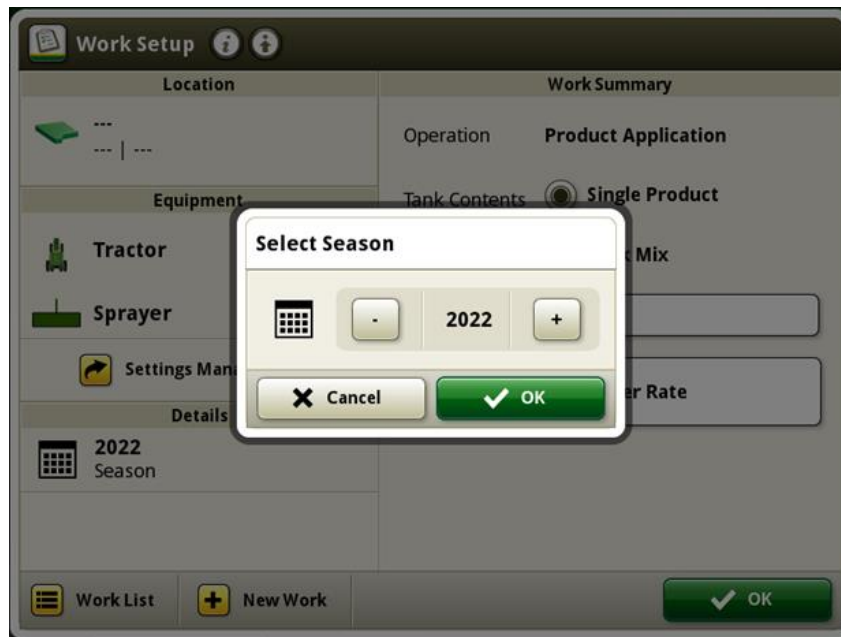 Work Setup
Location
---
--- | ---
Equipment
Tractor
Sprayer
Details
2022
Season
Work Summary
Operation Product Application
Tank Contents Single Product
Mix
Rate
Select Season
- 2022 +
Cancel OK
Settings
Work List New Work OK